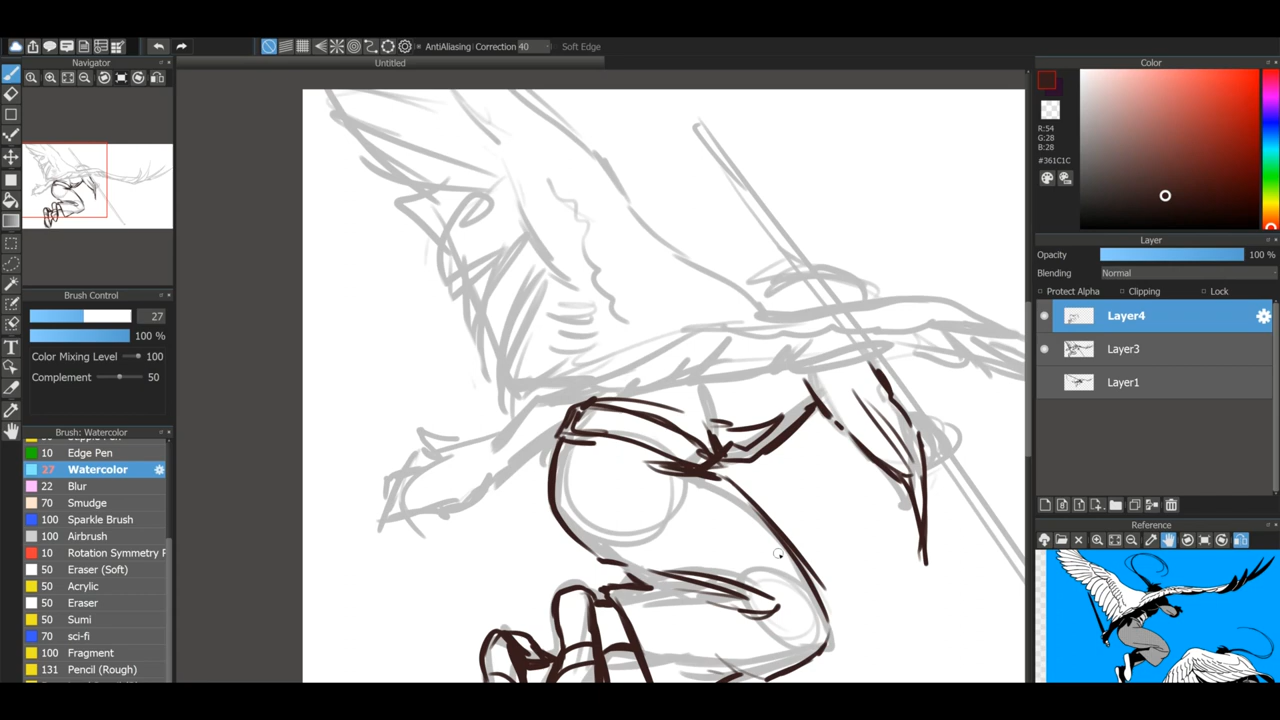 AntiAliasing Correction 40 Soft Edge
Navigator
Untitled
Color
R:54
G:28
B:28
#361C1C
Layer
Opacity 100 %
Blending Normal
Protect Alpha Clipping Lock
Layer4
Layer3
Layer1
Brush Control
27
100 %
Color Mixing Level 100
Complement 50
Brush: Watercolor
10 Edge Pen
27 Watercolor
22 Blur
70 Smudge
100 Sparkle Brush
100 Airbrush
10 Rotation Symmetry
50 Eraser (Soft)
50 Acrylic
50 Eraser
50 Sumi
70 sci-fi
100 Fragment
131 Pencil (Rough)
Reference